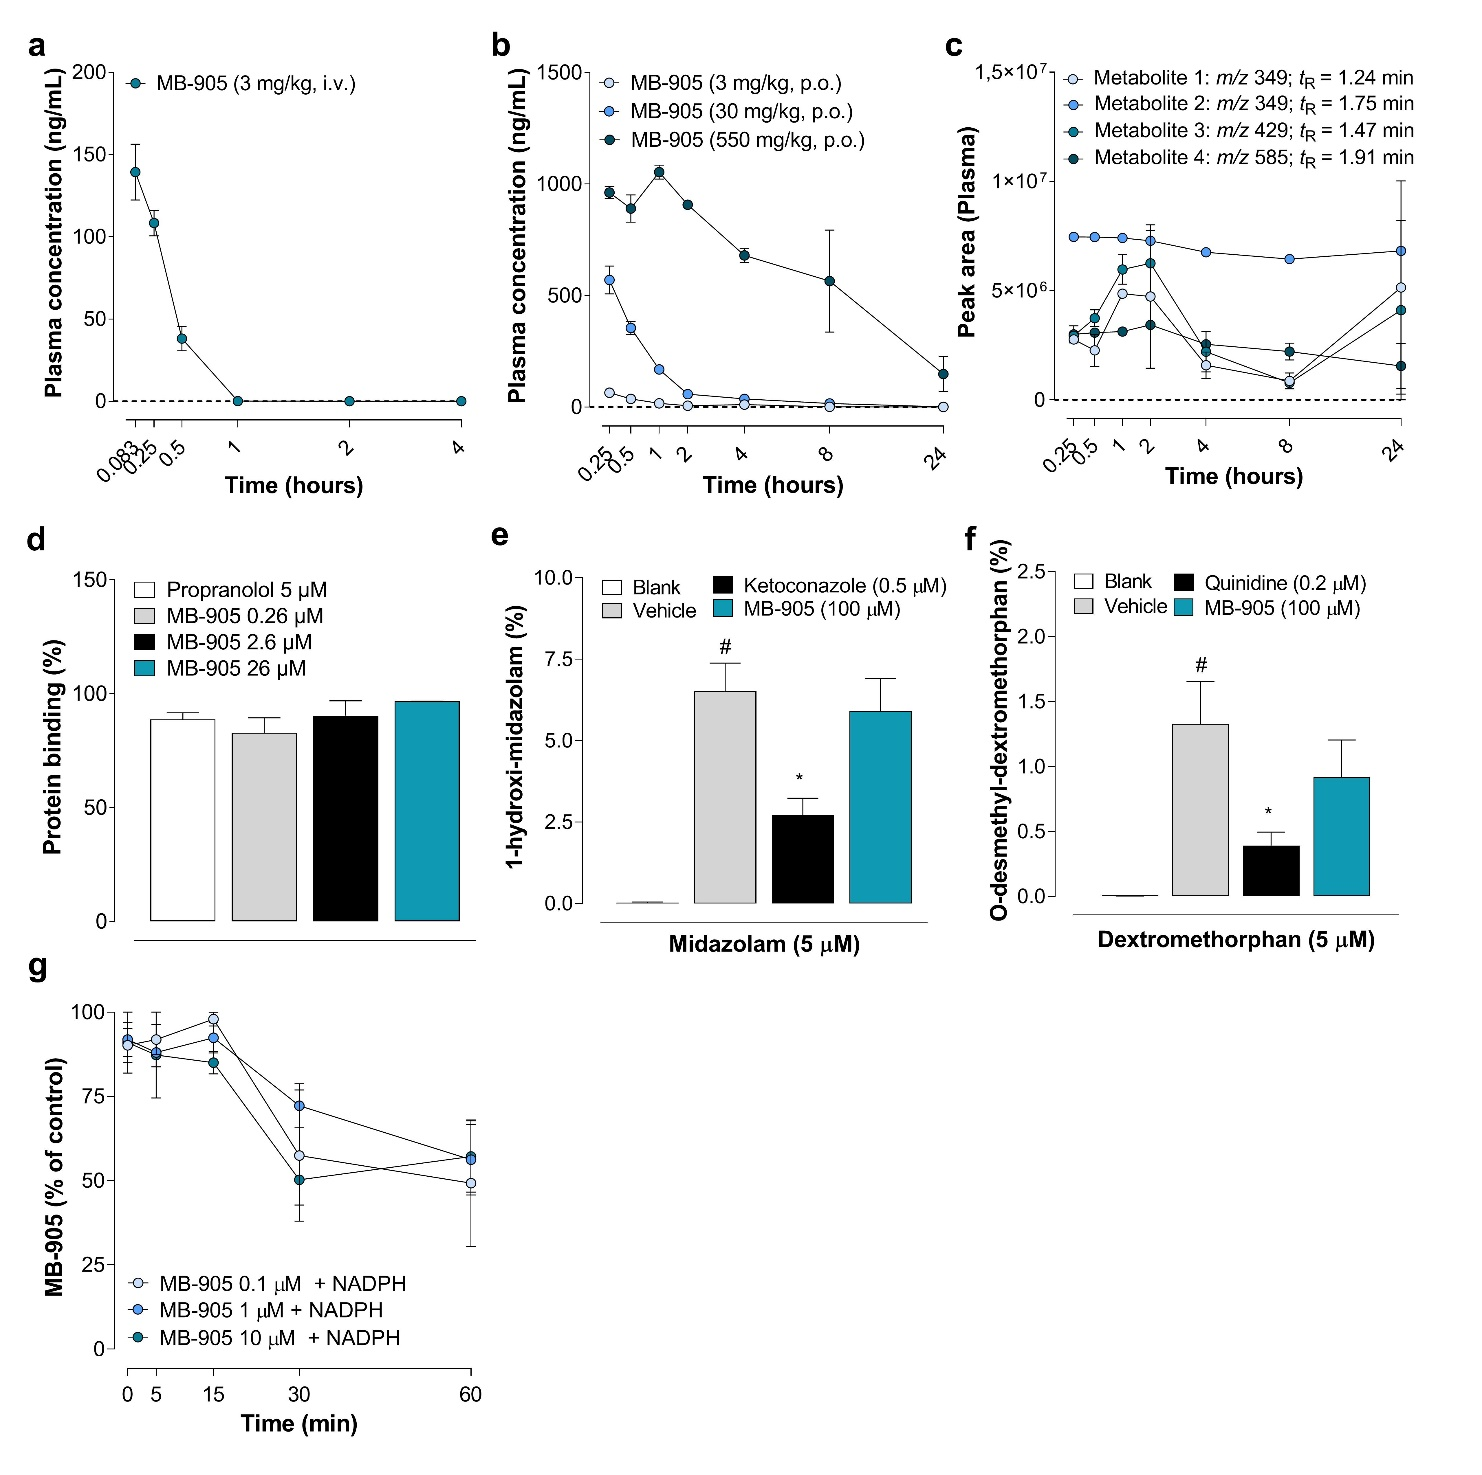 a
Plasma concentration (ng/mL)
200
150
100
50
0
MB-905 (3 mg/kg, i.v.)
0.083
0.25
0.5
1
2
4
Time (hours)
b
Plasma concentration (ng/mL)
1500
1000
500
0
MB-905 (3 mg/kg, p.o.)
MB-905 (30 mg/kg, p.o.)
MB-905 (550 mg/kg, p.o.)
0.25
0.5
1
2
4
8
24
Time (hours)
c
Peak area (Plasma)
1,5×10⁷
1×10⁷
5×10⁶
0
Metabolite 1: m/z 349; tR = 1.24 min
Metabolite 2: m/z 349; tR = 1.75 min
Metabolite 3: m/z 429; tR = 1.47 min
Metabolite 4: m/z 585; tR = 1.91 min
0.25
0.5
1
2
4
8
24
Time (hours)
d
Protein binding (%)
150
100
50
0
Propranolol 5 µM
MB-905 0.26 µM
MB-905 2.6 µM
MB-905 26 µM
e
1-hydroxi-midazolam (%)
10.0
7.5
5.0
2.5
0.0
Blank
Vehicle
Ketoconazole (0.5 µM)
MB-905 (100 µM)
#
*
Midazolam (5 µM)
f
O-desmethyl-dextromethorphan (%)
2.5
2.0
1.5
1.0
0.5
0.0
Blank
Vehicle
Quinidine (0.2 µM)
MB-905 (100 µM)
#
*
Dextromethorphan (5 µM)
g
MB-905 (% of control)
100
75
50
25
0
MB-905 0.1 µM + NADPH
MB-905 1 µM + NADPH
MB-905 10 µM + NADPH
0
5
15
30
60
Time (min)